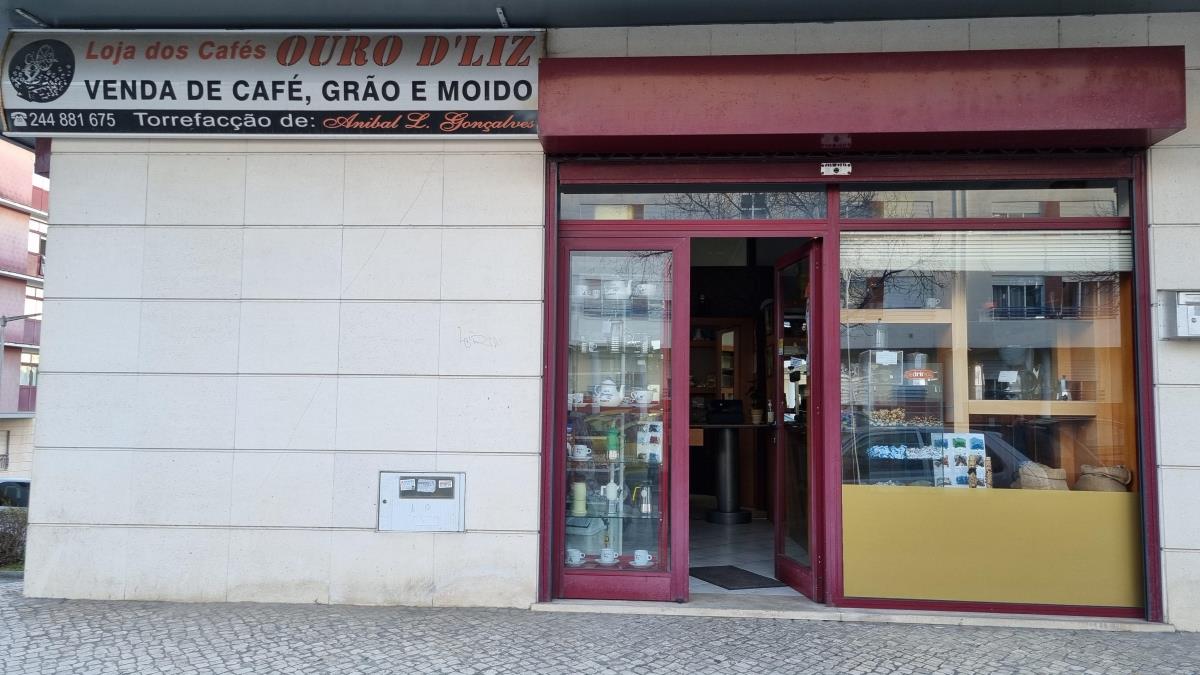 Loja dos Cafés OURO D'LIZ
VENDA DE CAFÉ, GRÃO E MOIDO
244 881 675 Torrefacção de: Anibal L. Gonçalves